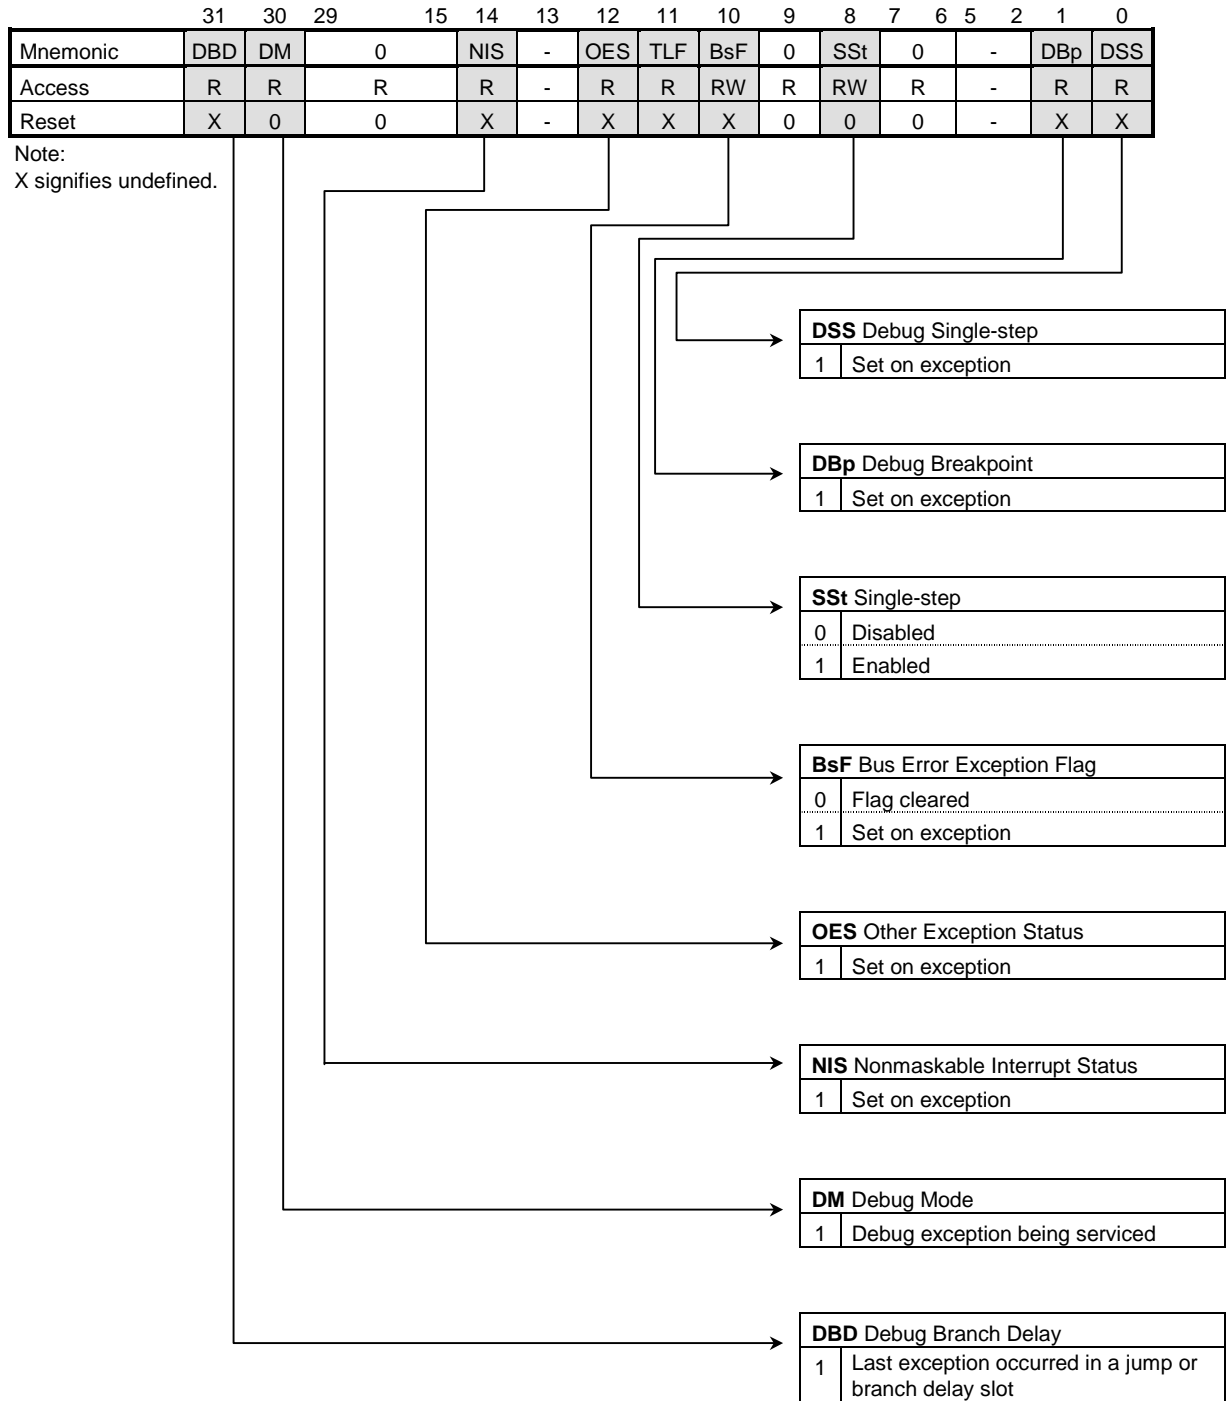 31 30 29 15 14 13 12 11 10 9 8 7 6 5 2 1 0
Mnemonic DBD DM 0 NIS - OES TLF BsF 0 SSt 0 - DBp DSS
Access R R R R - R R RW R RW R - R R
Reset X 0 0 X - X X X 0 0 0 - X X
Note:
X signifies undefined.
DSS Debug Single-step
1 Set on exception
DBp Debug Breakpoint
1 Set on exception
SSt Single-step
0 Disabled
1 Enabled
BsF Bus Error Exception Flag
0 Flag cleared
1 Set on exception
OES Other Exception Status
1 Set on exception
NIS Nonmaskable Interrupt Status
1 Set on exception
DM Debug Mode
1 Debug exception being serviced
DBD Debug Branch Delay
1 Last exception occurred in a jump or
branch delay slot